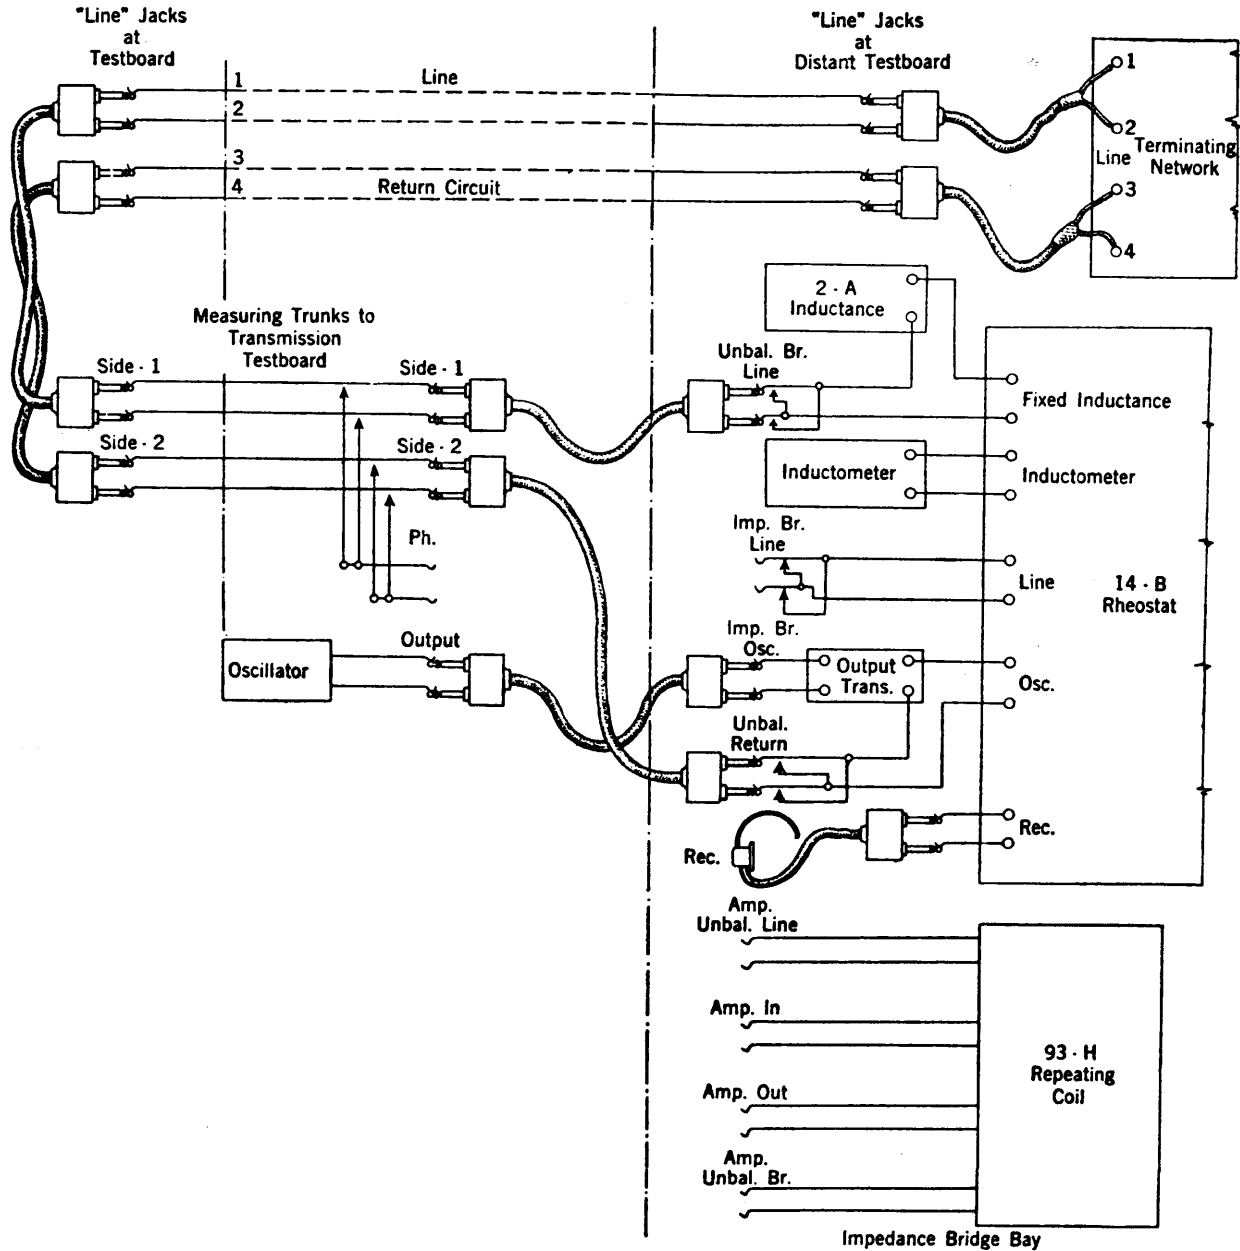 "Line" Jacks
at
Testboard
"Line" Jacks
at
Distant Testboard
1
Line
2
3
4
Return Circuit
1
2
Line
Terminating
Network
3
4
2 - A
Inductance
Measuring Trunks to
Transmission
Testboard
Side - 1
Side - 1
Unbal. Br.
Line
Fixed Inductance
Side - 2
Side - 2
Inductometer
Inductometer
Ph.
Imp. Br.
Line
Line
14 - B
Rheostat
Oscillator
Output
Imp. Br.
Osc.
Output
Trans.
Osc.
Unbal.
Return
Rec.
Rec.
Amp.
Unbal. Line
Amp. In
93 - H
Repeating
Coil
Amp. Out
Amp.
Unbal. Br.
Impedance Bridge Bay